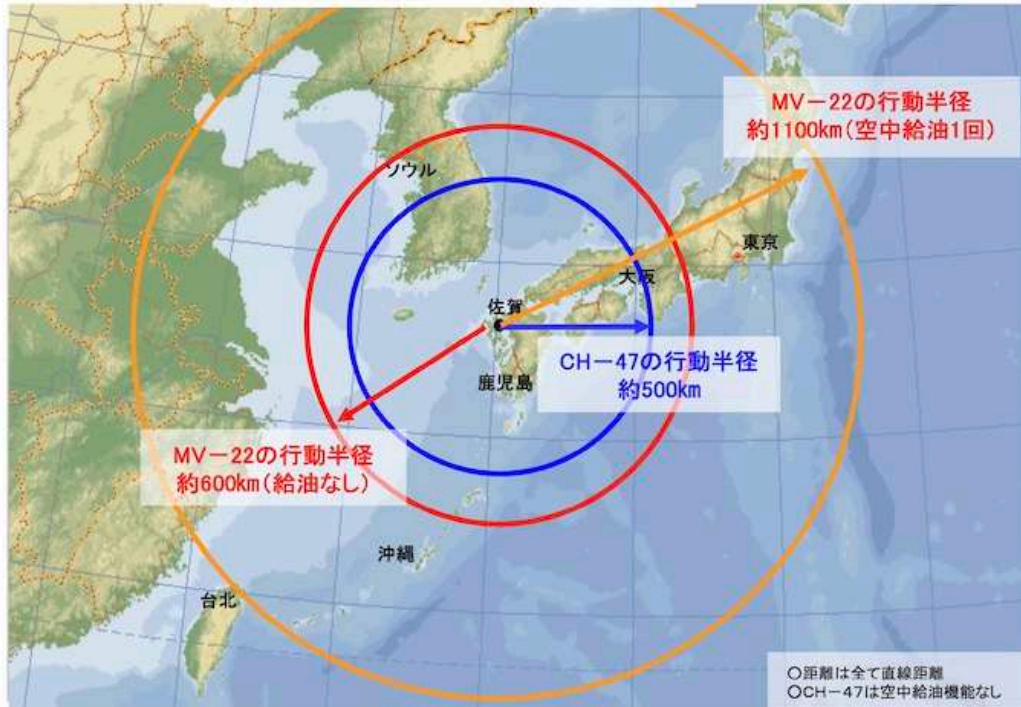 MV－22の行動半径
約1100km(空中給油1回)
ソウル
東京
大阪
佐賀
CH－47の行動半径
約500km
鹿児島
MV－22の行動半径
約600km(給油なし)
沖縄
台北
○距離は全て直線距離
○CH－47は空中給油機能なし